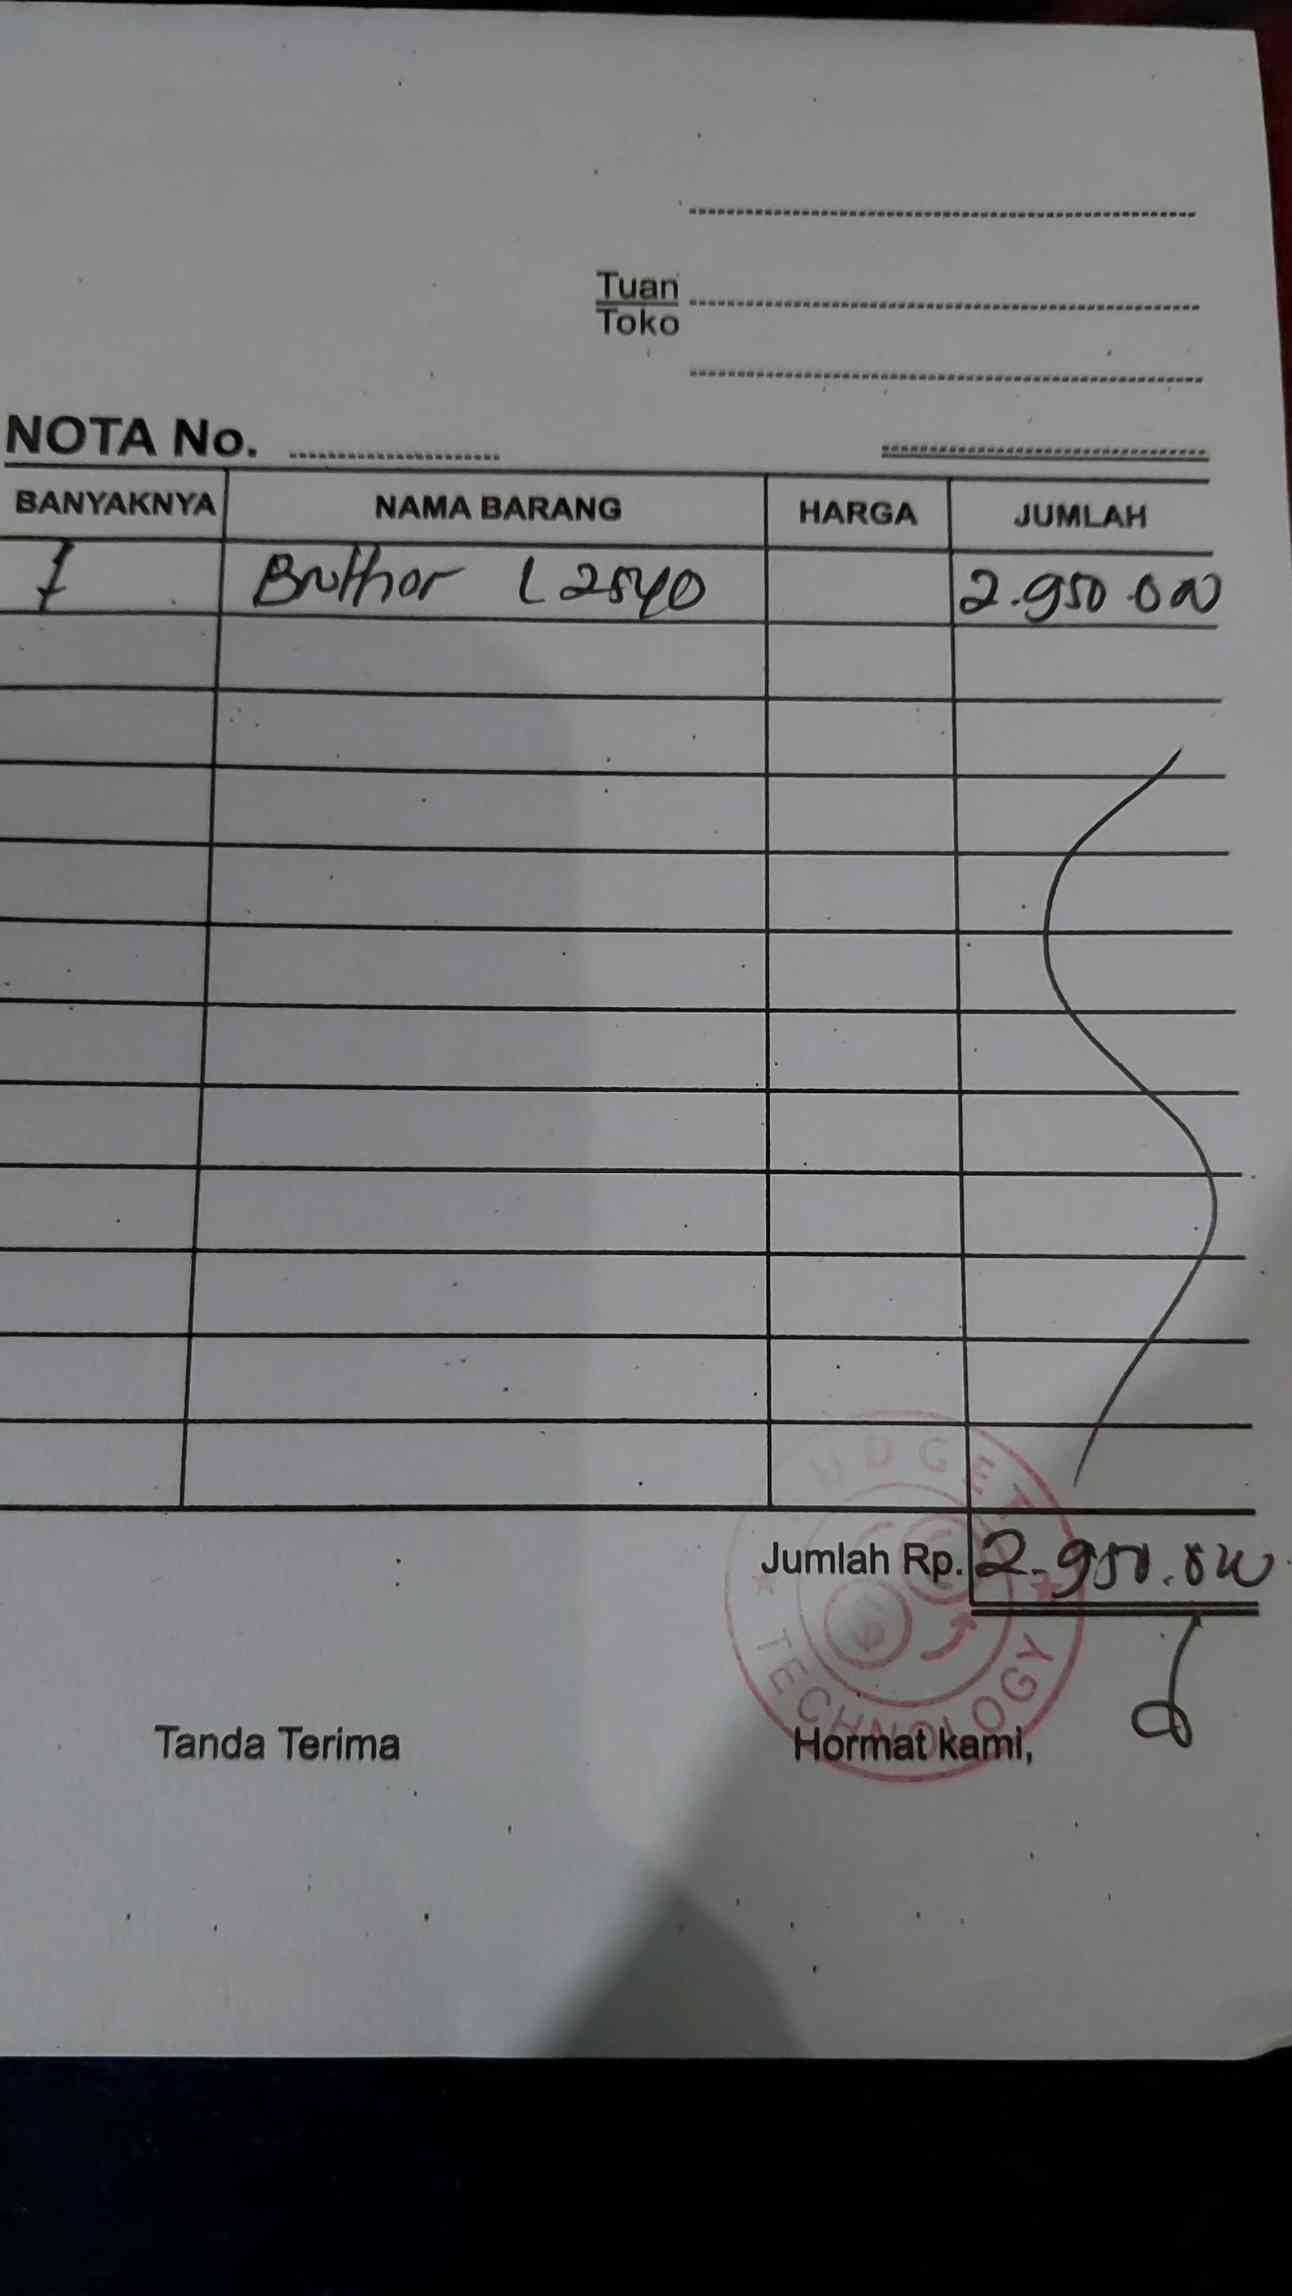 Tuan
Toko
NOTA No.
BANYAKNYA NAMA BARANG HARGA JUMLAH
1 Brother L2540 2.950.000
Jumlah Rp. 2.950.000
UDGET TECHNOLOGY
Tanda Terima Hormat kami,